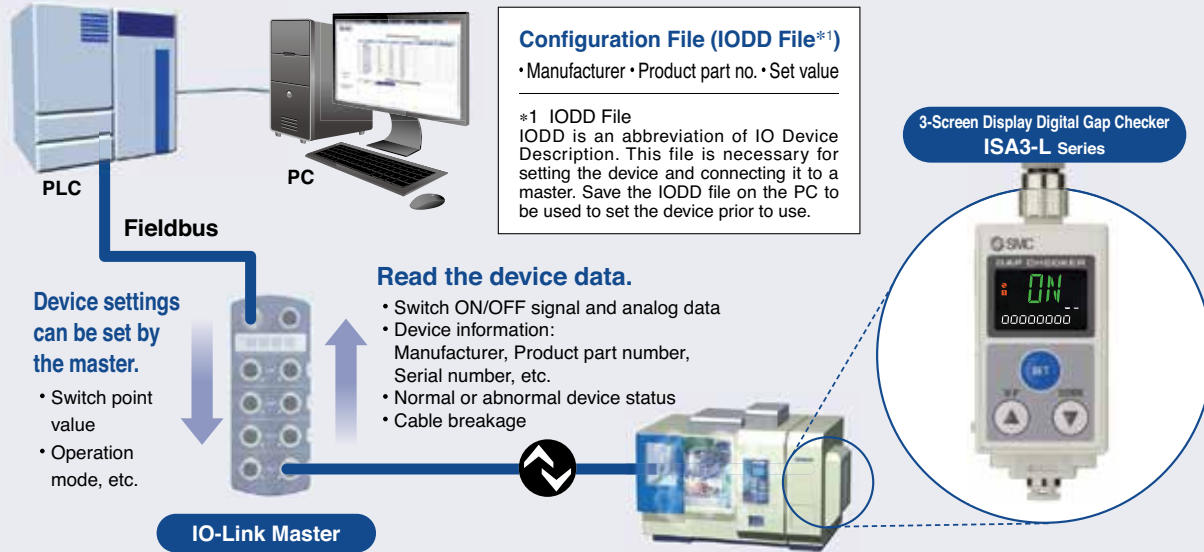 PLC
PC
Configuration File (IODD File*1)
• Manufacturer • Product part no. • Set value
*1 IODD File
IODD is an abbreviation of IO Device
Description. This file is necessary for
setting the device and connecting it to a
master. Save the IODD file on the PC to
be used to set the device prior to use.
3-Screen Display Digital Gap Checker
ISA3-L Series
SMC
GAP CHECKER
ON
00000000
SET
UP
DOWN
Fieldbus
Device settings
can be set by
the master.
• Switch point
value
• Operation
mode, etc.
Read the device data.
• Switch ON/OFF signal and analog data
• Device information:
Manufacturer, Product part number,
Serial number, etc.
• Normal or abnormal device status
• Cable breakage
IO-Link Master